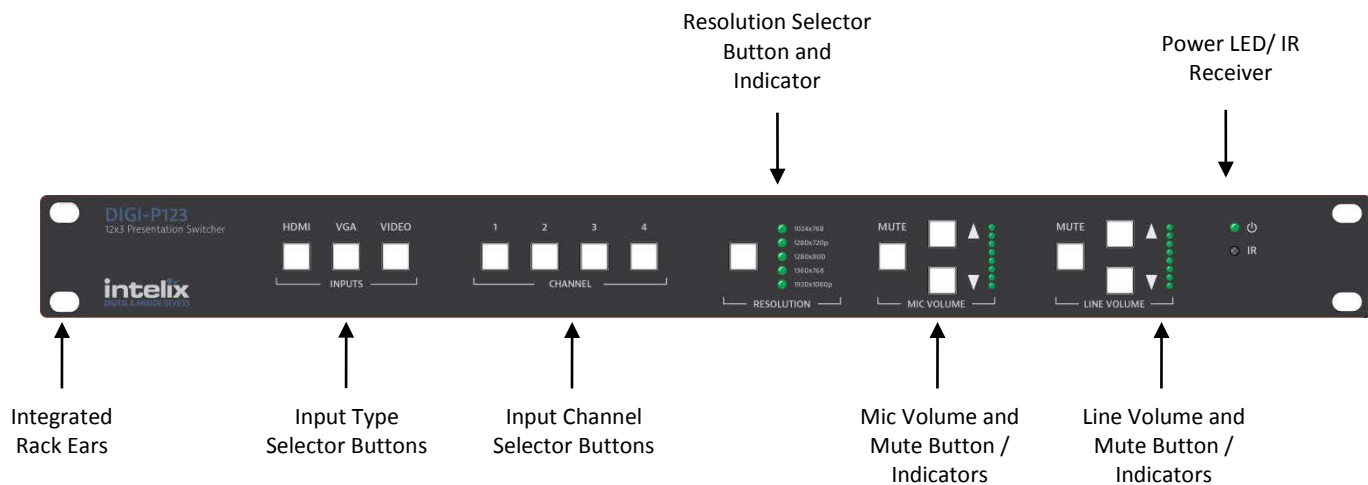 Resolution Selector
Button and
Indicator
Power LED/ IR
Receiver
DIGI-P123
12x3 Presentation Switcher
HDMI VGA VIDEO
INPUTS
1 2 3 4
CHANNEL
1024x768
1280x720p
1280x800
1360x768
1920x1080p
RESOLUTION
MUTE
MIC VOLUME
MUTE
LINE VOLUME
IR
intelix
DIGITAL & ANALOG DEVICES
Integrated
Rack Ears
Input Type
Selector Buttons
Input Channel
Selector Buttons
Mic Volume and
Mute Button /
Indicators
Line Volume and
Mute Button /
Indicators